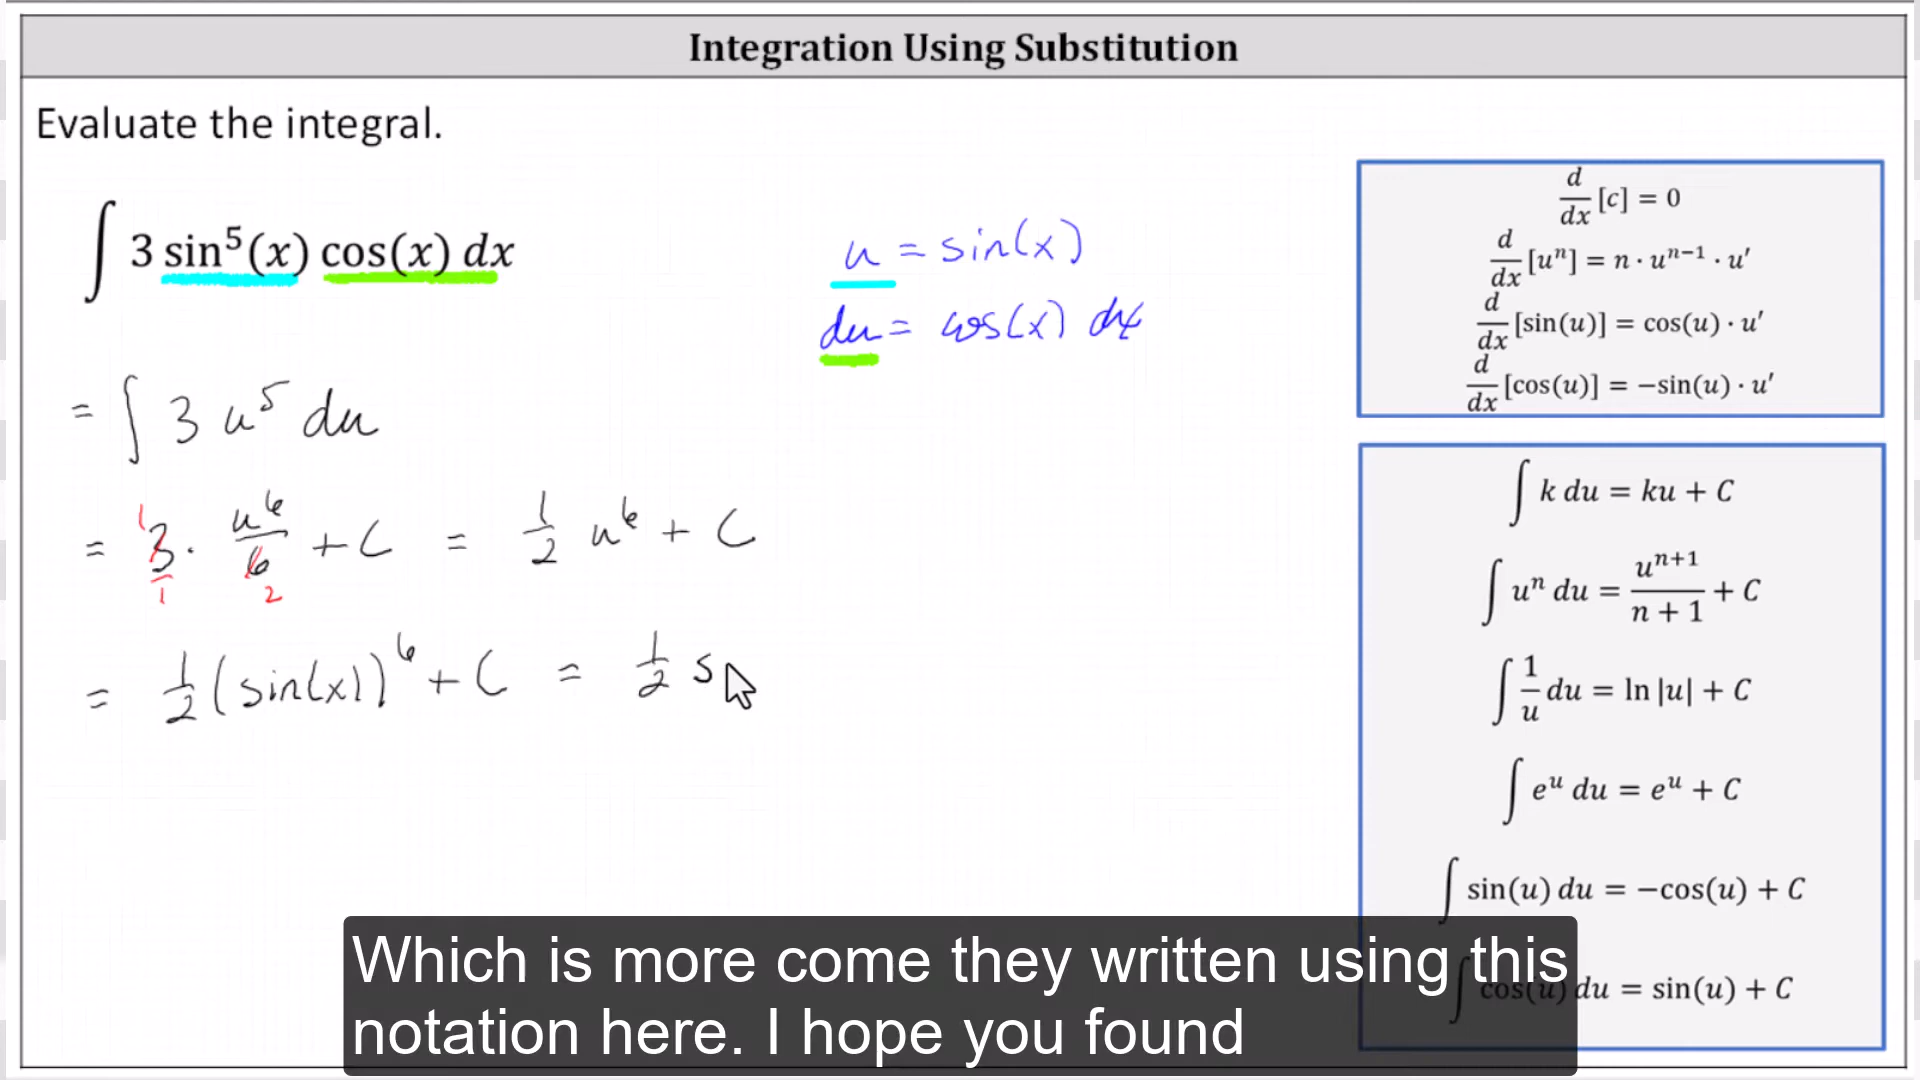 Integration Using Substitution
Evaluate the integral.
∫ 3 sin⁵(x) cos(x) dx
u = sin(x)
du = cos(x) dx
= ∫ 3 u⁵ du
= 3 · u⁶/6 + C = 1/2 u⁶ + C
1
1
2
= 1/2 (sin(x))⁶ + C = 1/2 s
d/dx [c] = 0
d/dx [uⁿ] = n · uⁿ⁻¹ · u′
d/dx [sin(u)] = cos(u) · u′
d/dx [cos(u)] = −sin(u) · u′
∫ k du = ku + C
∫ uⁿ du = uⁿ⁺¹/n + 1 + C
∫ 1/u du = ln |u| + C
∫ eᵘ du = eᵘ + C
∫ sin(u) du = −cos(u) + C
∫ cos(u) du = sin(u) + C
Which is more come they written using this
notation here. I hope you found